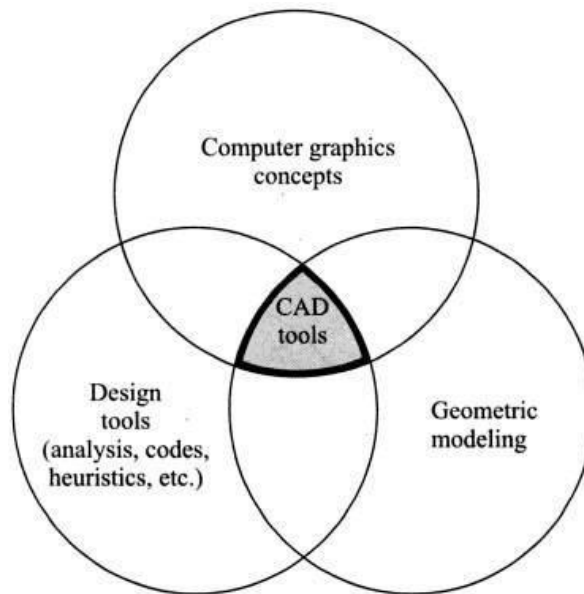 Computer graphics
concepts
CAD
tools
Design
tools
(analysis, codes,
heuristics, etc.)
Geometric
modeling